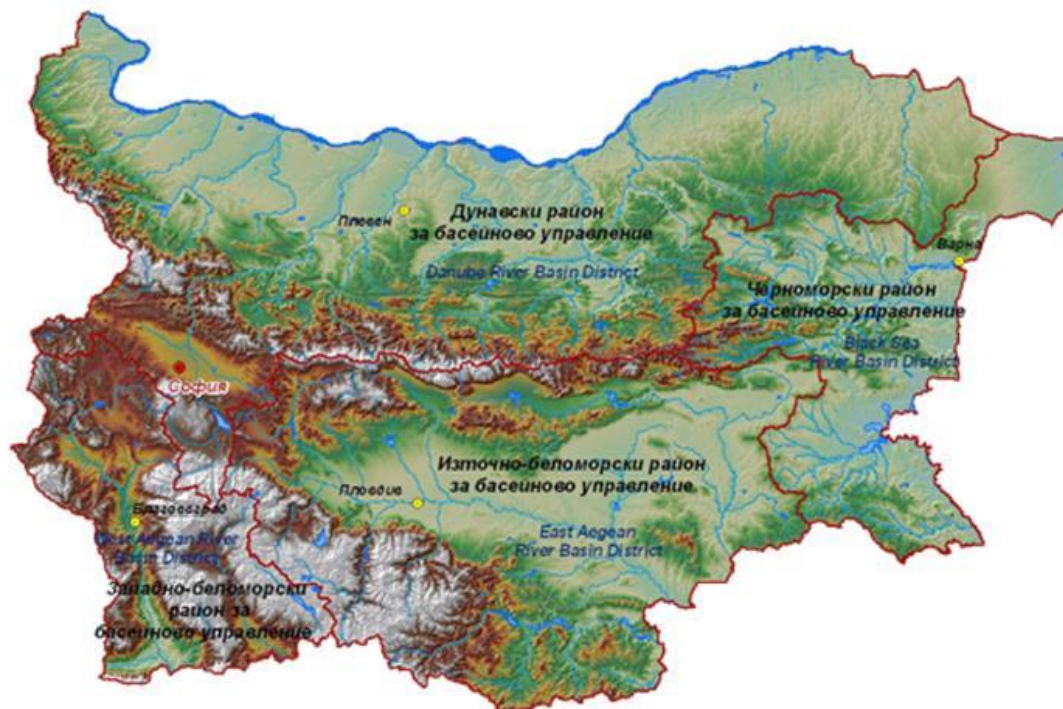 Плевен
Дунавски район
за басейново управление
Danube River Basin District
Варна
Черноморски район
за басейново управление
Black Sea
River Basin District
София
Източно-беломорски район
за басейново управление
Пловдив
East Aegean
River Basin District
Благоевград
West Aegean River
Basin District
Западно-беломорски
район за
басейново управление